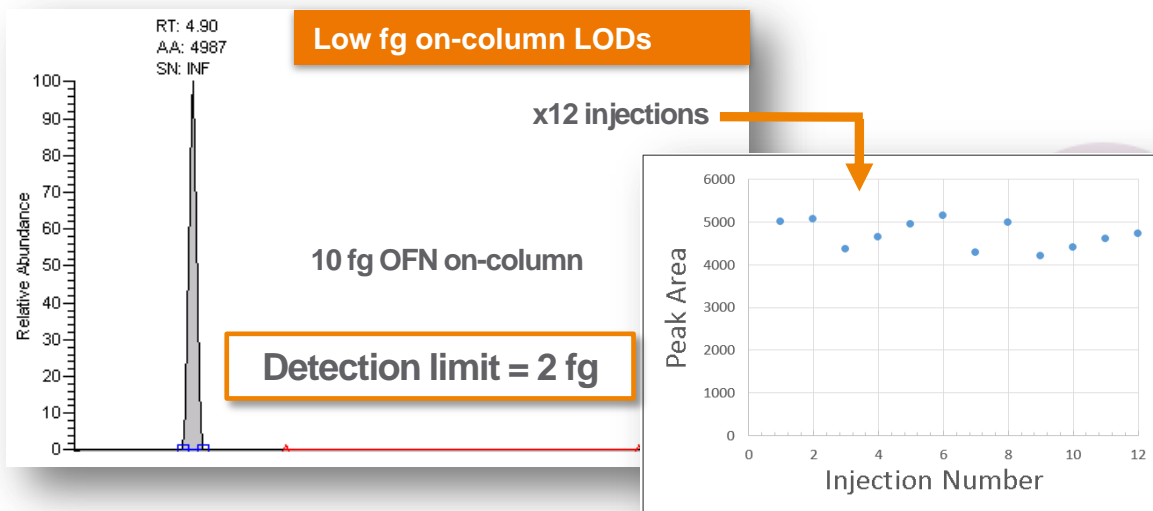 RT: 4.90
AA: 4987
SN: INF
Low fg on-column LODs
x12 injections
10 fg OFN on-column
Detection limit = 2 fg
Relative Abundance
100
90
80
70
60
50
40
30
20
10
0
Peak Area
6000
5000
4000
3000
2000
1000
0
0 2 4 6 8 10 12
Injection Number